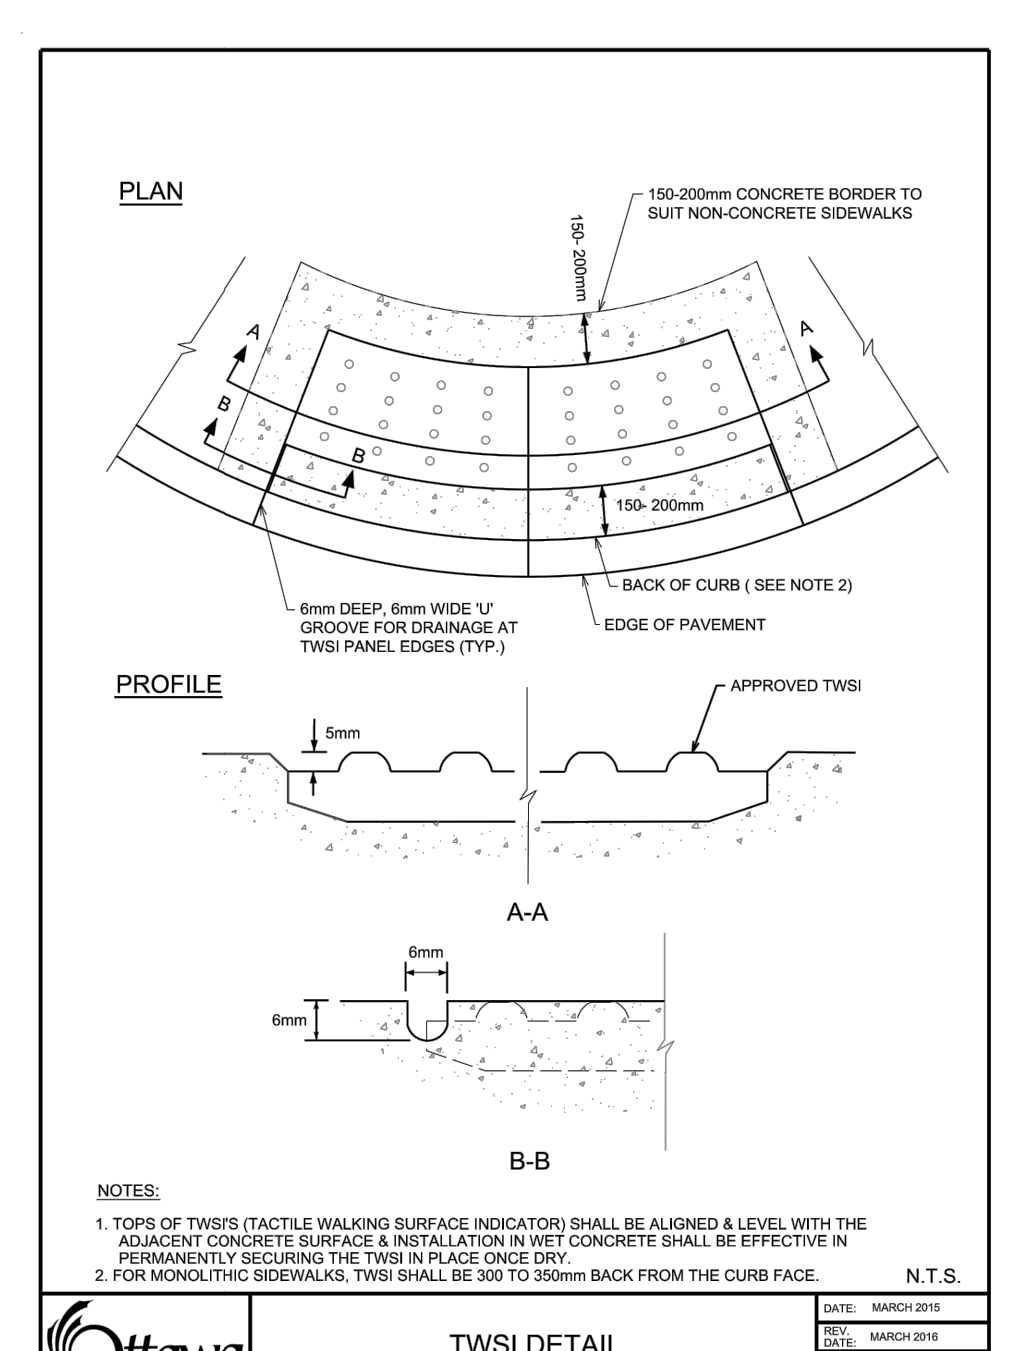 PLAN
150-200mm CONCRETE BORDER TO
SUIT NON-CONCRETE SIDEWALKS
150- 200mm
A
A
B
B
150- 200mm
BACK OF CURB ( SEE NOTE 2)
6mm DEEP, 6mm WIDE 'U'
GROOVE FOR DRAINAGE AT
TWSI PANEL EDGES (TYP.)
EDGE OF PAVEMENT
PROFILE
APPROVED TWSI
5mm
A-A
6mm
6mm
B-B
NOTES:
1. TOPS OF TWSI'S (TACTILE WALKING SURFACE INDICATOR) SHALL BE ALIGNED & LEVEL WITH THE
ADJACENT CONCRETE SURFACE & INSTALLATION IN WET CONCRETE SHALL BE EFFECTIVE IN
PERMANENTLY SECURING THE TWSI IN PLACE ONCE DRY.
2. FOR MONOLITHIC SIDEWALKS, TWSI SHALL BE 300 TO 350mm BACK FROM THE CURB FACE.
N.T.S.
Ottawa
TWSI DETAIL
DATE: MARCH 2015
REV.
DATE: MARCH 2016